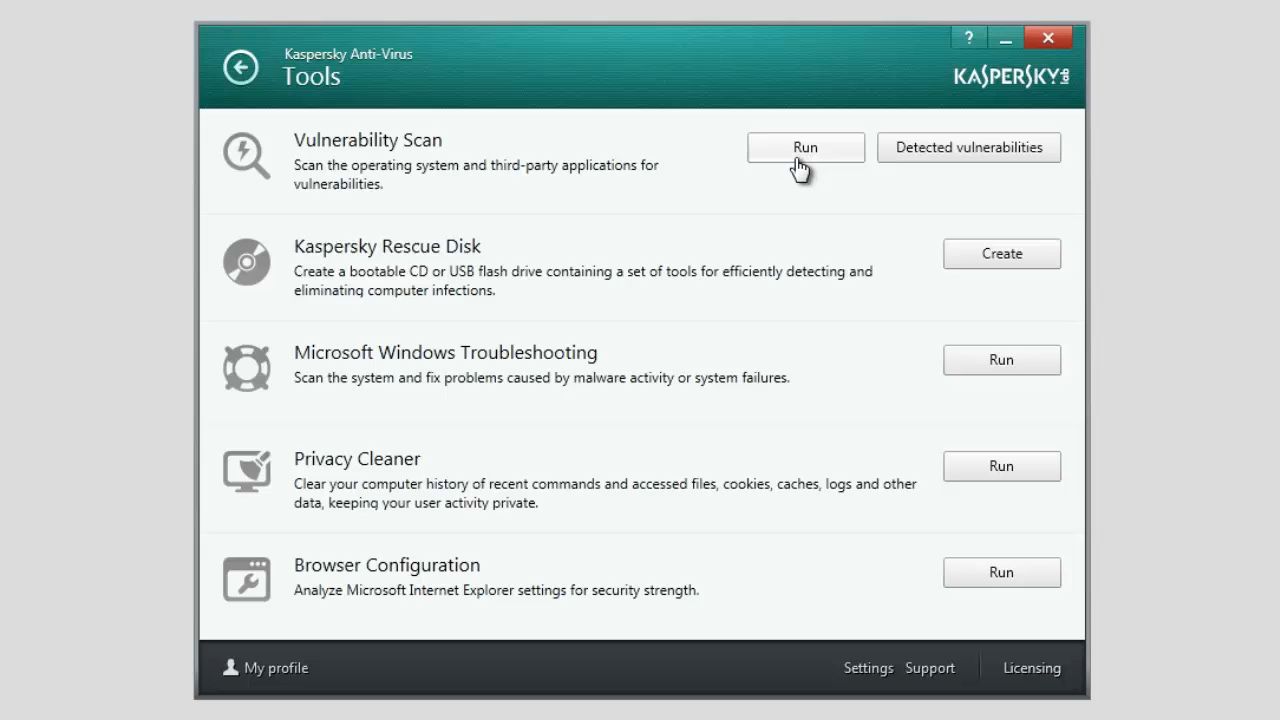 Kaspersky Anti-Virus
Tools
?
KASPERSKY lab
Vulnerability Scan
Scan the operating system and third-party applications for
vulnerabilities.
Run
Detected vulnerabilities
Kaspersky Rescue Disk
Create a bootable CD or USB flash drive containing a set of tools for efficiently detecting and
eliminating computer infections.
Create
Microsoft Windows Troubleshooting
Scan the system and fix problems caused by malware activity or system failures.
Run
Privacy Cleaner
Clear your computer history of recent commands and accessed files, cookies, caches, logs and other
data, keeping your user activity private.
Run
Browser Configuration
Analyze Microsoft Internet Explorer settings for security strength.
Run
My profile
Settings
Support
Licensing